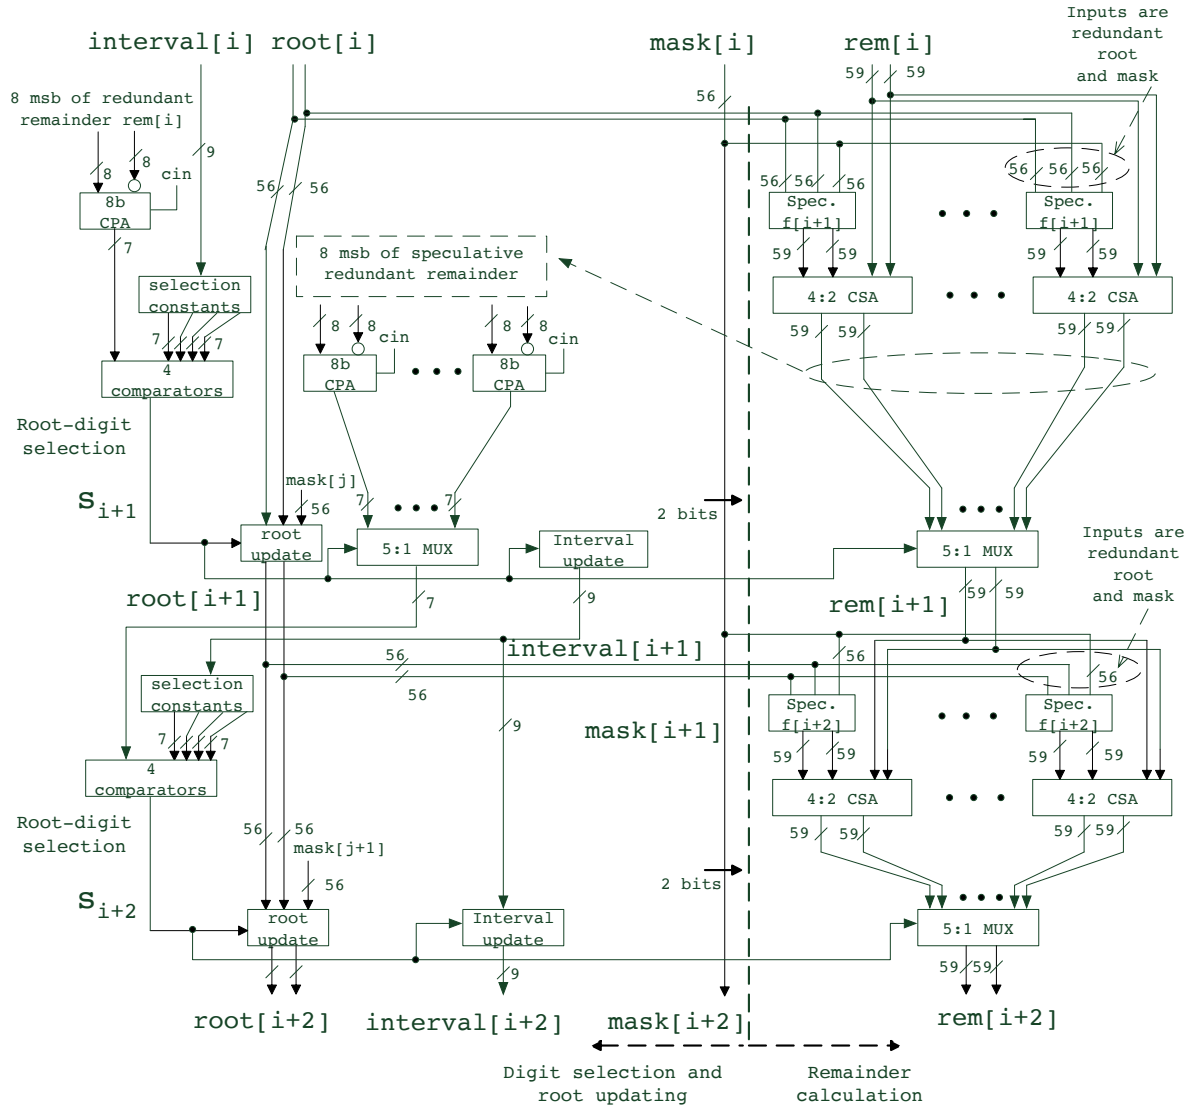 Inputs are
redundant
root
and mask
interval[i] root[i]
mask[i]
rem[i]
59
59
8 msb of redundant
remainder rem[i]
56
9
8
8
cin
8b
CPA
7
56
56
56
56
56
56
56
56
Spec.
f[i+1]
Spec.
f[i+1]
59
59
59
59
8 msb of speculative
redundant remainder
selection
constants
4:2 CSA
4:2 CSA
7
7
8
8
8
8
cin
cin
59
59
59
59
4
comparators
8b
CPA
8b
CPA
Root-digit
selection
mask[j]
s i+1
56
7
7
2 bits
root
update
5:1 MUX
Interval
update
5:1 MUX
Inputs are
redundant
root
and mask
root[i+1]
7
9
rem[i+1]
59
59
interval[i+1]
56
56
56
56
selection
constants
Spec.
f[i+2]
Spec.
f[i+2]
9
mask[i+1]
7
7
59
59
59
59
4
comparators
4:2 CSA
4:2 CSA
Root-digit
selection
56
56
59
59
59
59
mask[j+1]
56
2 bits
s i+2
root
update
Interval
update
5:1 MUX
9
59
59
root[i+2]
interval[i+2]
mask[i+2]
rem[i+2]
Digit selection and
root updating
Remainder
calculation